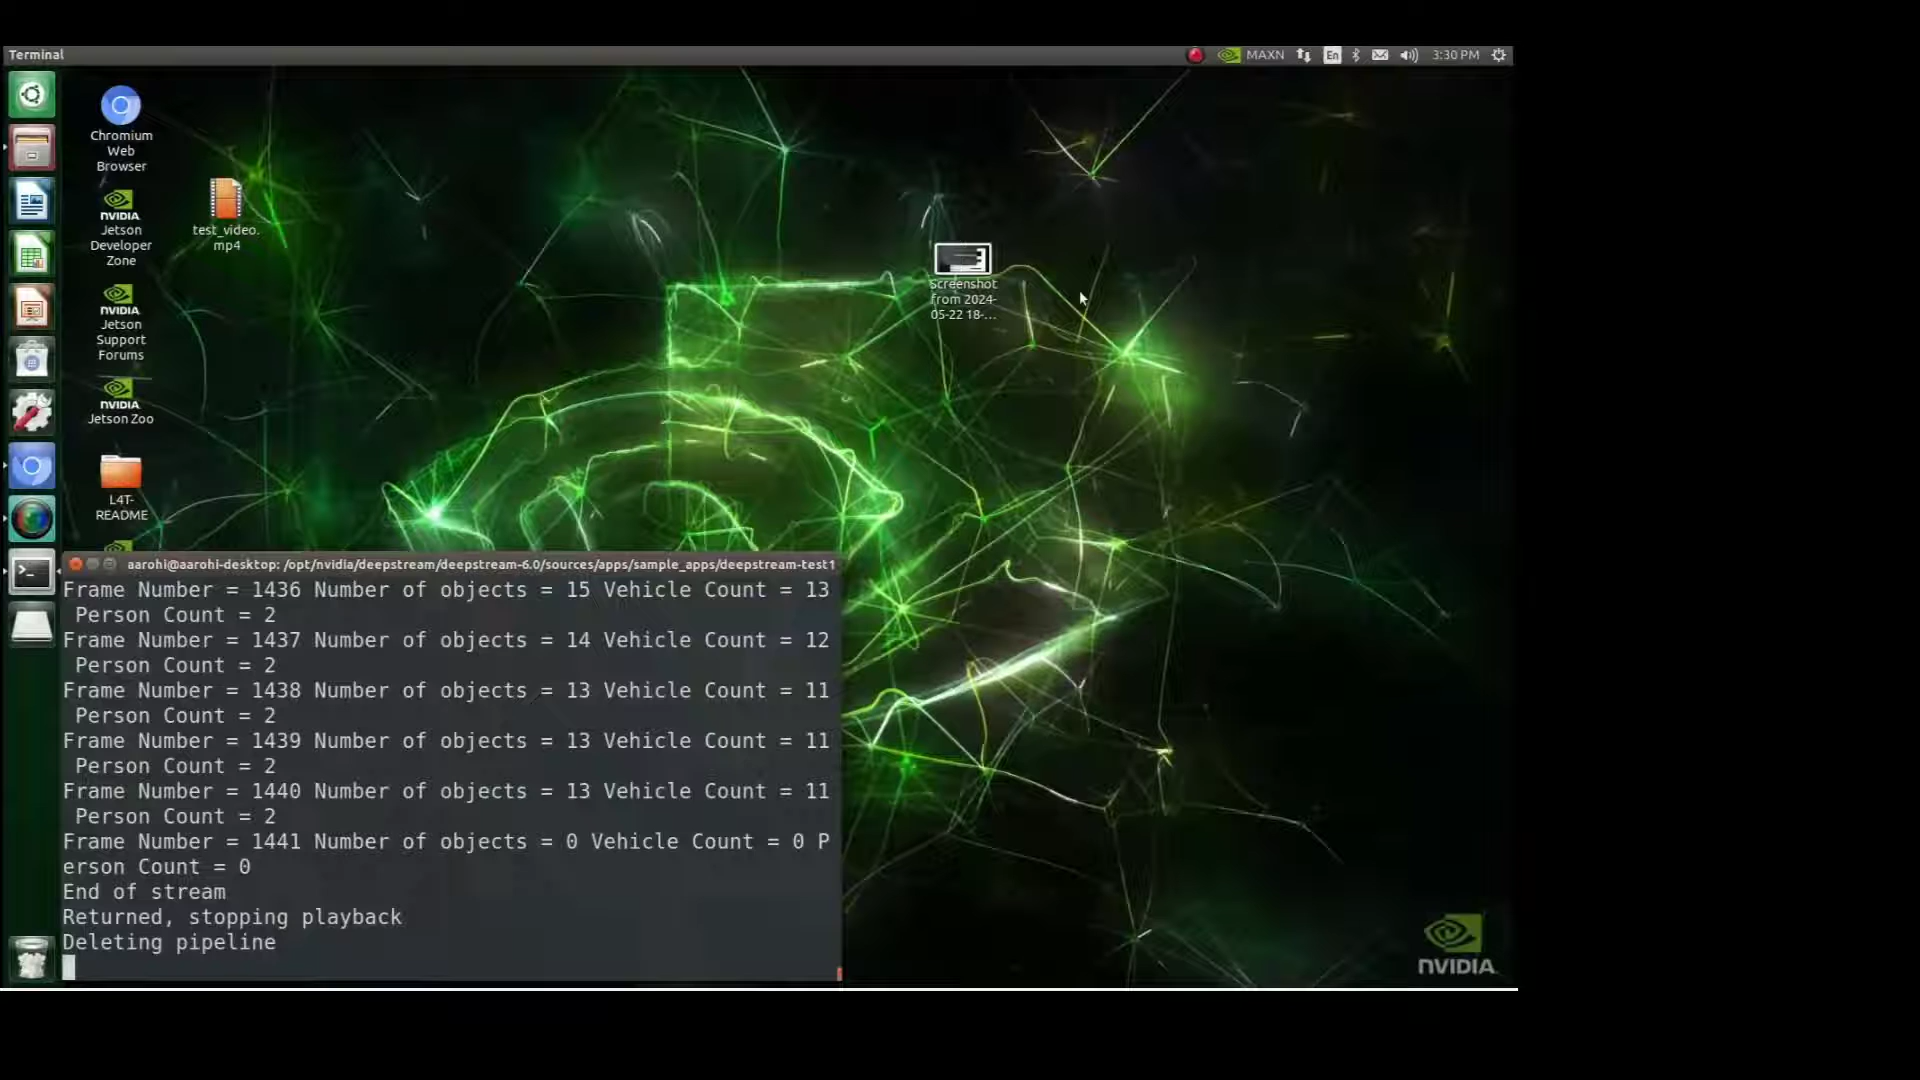 Terminal
MAXN
En
3:30 PM
Chromium
Web
Browser
NVIDIA
Jetson
Developer
Zone
test_video.
mp4
NVIDIA
Jetson
Support
Forums
NVIDIA
Jetson Zoo
L4T-
README
Screenshot
from 2024-
05-22 18-...
aarohi@aarohi-desktop: /opt/nvidia/deepstream/deepstream-6.0/sources/apps/sample_apps/deepstream-test1
Frame Number = 1436 Number of objects = 15 Vehicle Count = 13
Person Count = 2
Frame Number = 1437 Number of objects = 14 Vehicle Count = 12
Person Count = 2
Frame Number = 1438 Number of objects = 13 Vehicle Count = 11
Person Count = 2
Frame Number = 1439 Number of objects = 13 Vehicle Count = 11
Person Count = 2
Frame Number = 1440 Number of objects = 13 Vehicle Count = 11
Person Count = 2
Frame Number = 1441 Number of objects = 0 Vehicle Count = 0 P
erson Count = 0
End of stream
Returned, stopping playback
Deleting pipeline
NVIDIA